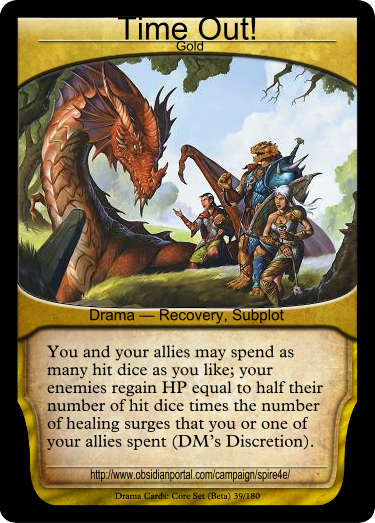 Time Out!
Gold
Drama — Recovery, Subplot
You and your allies may spend as
many hit dice as you like; your
enemies regain HP equal to half their
number of hit dice times the number
of healing surges that you or one of
your allies spent (DM's Discretion).
http://www.obsidianportal.com/campaign/spire4e/
Drama Cards: Core Set (Beta) 39/180